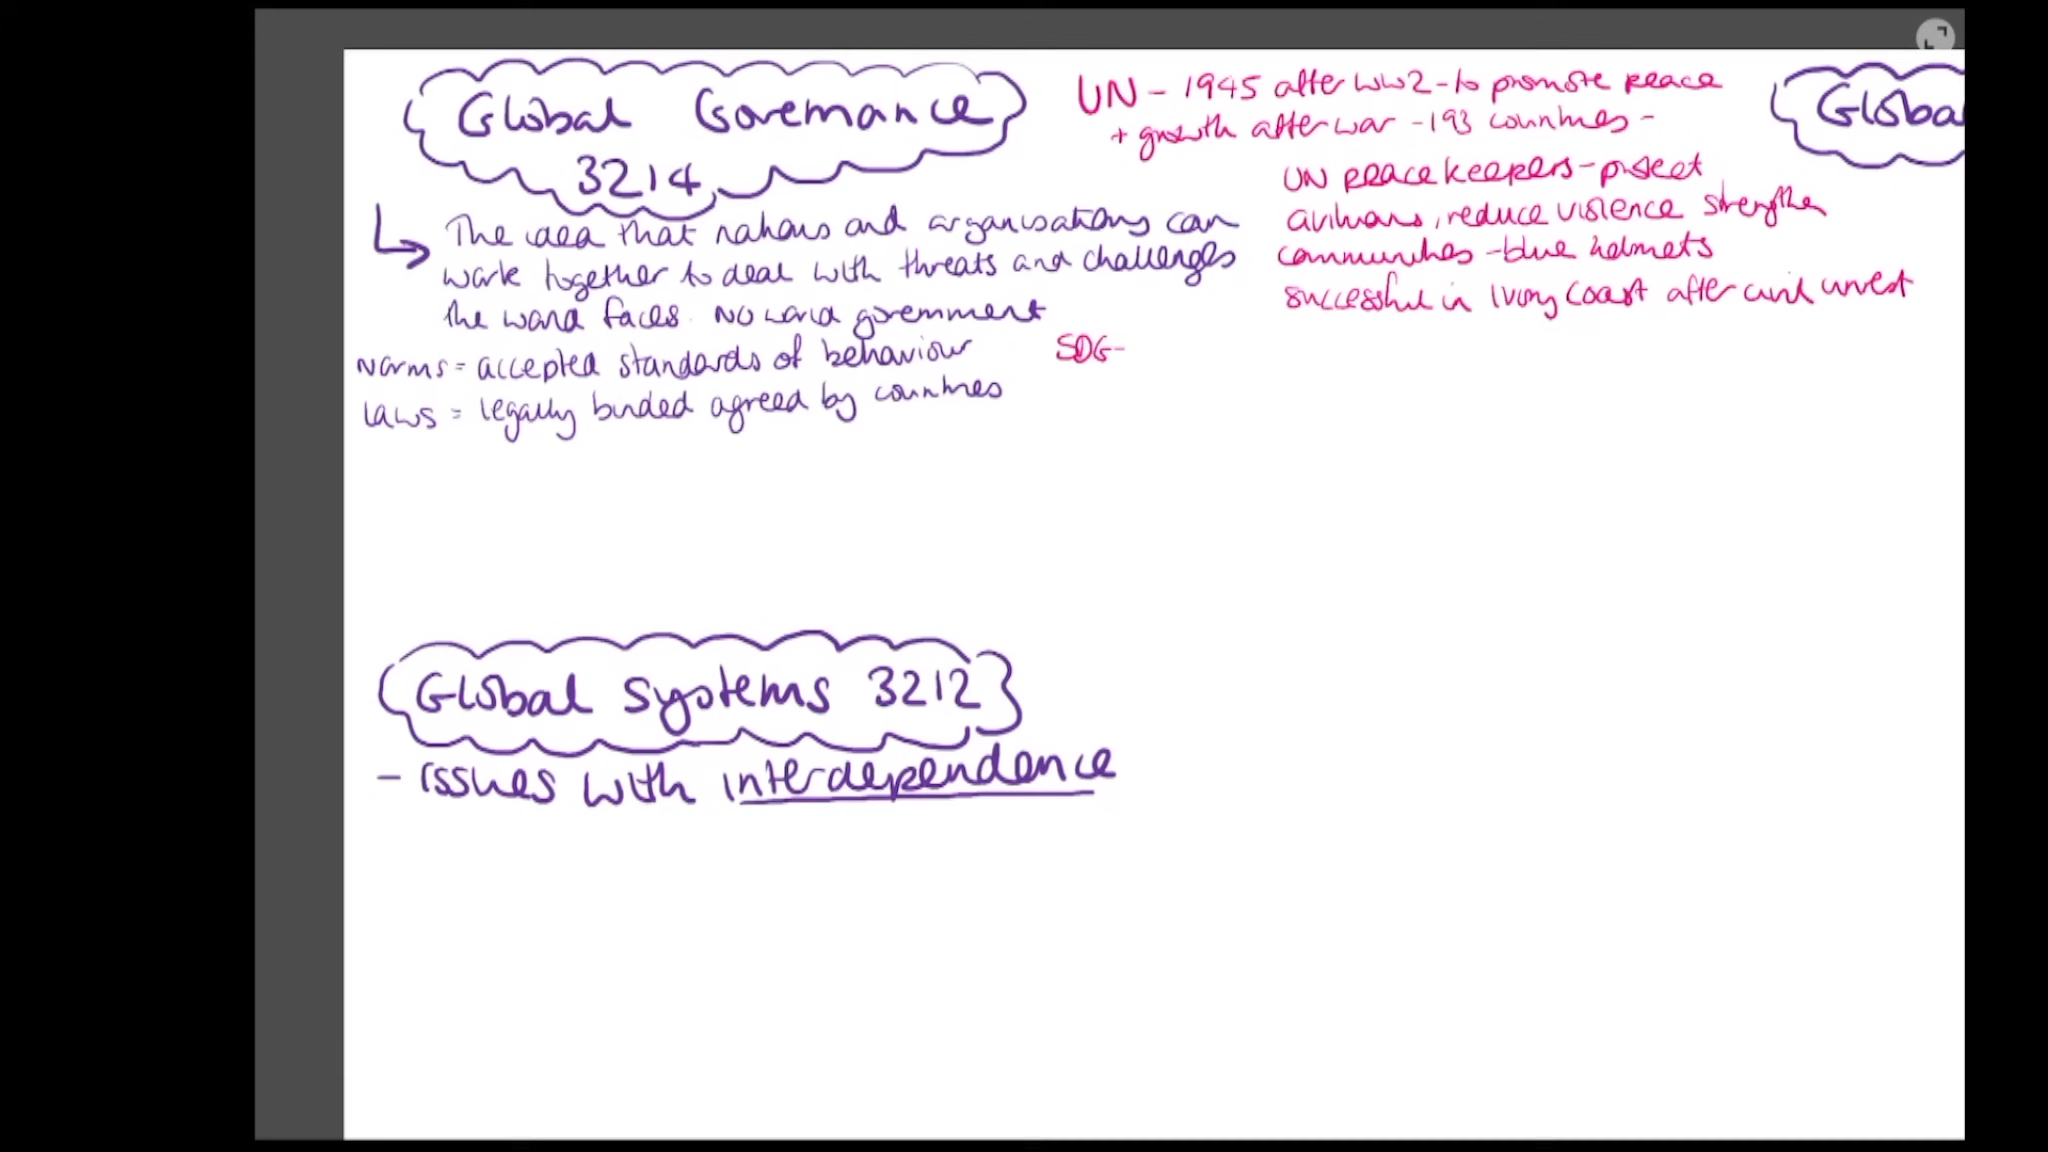 Global Governance
3214
The idea that nations and organisations can
work together to deal with threats and challenges
the world faces. No world government
Norms = accepted standards of behaviour
Laws = legally binded agreed by countries
UN - 1945 after WW2 - to promote peace
+ growth after war - 193 countries -
UN peacekeepers - protect
civilians, reduce violence strengthen
communities - blue helmets
successful in Ivory Coast after civil unrest
SDG -
Globa
Global systems 3212
- issues with interdependence